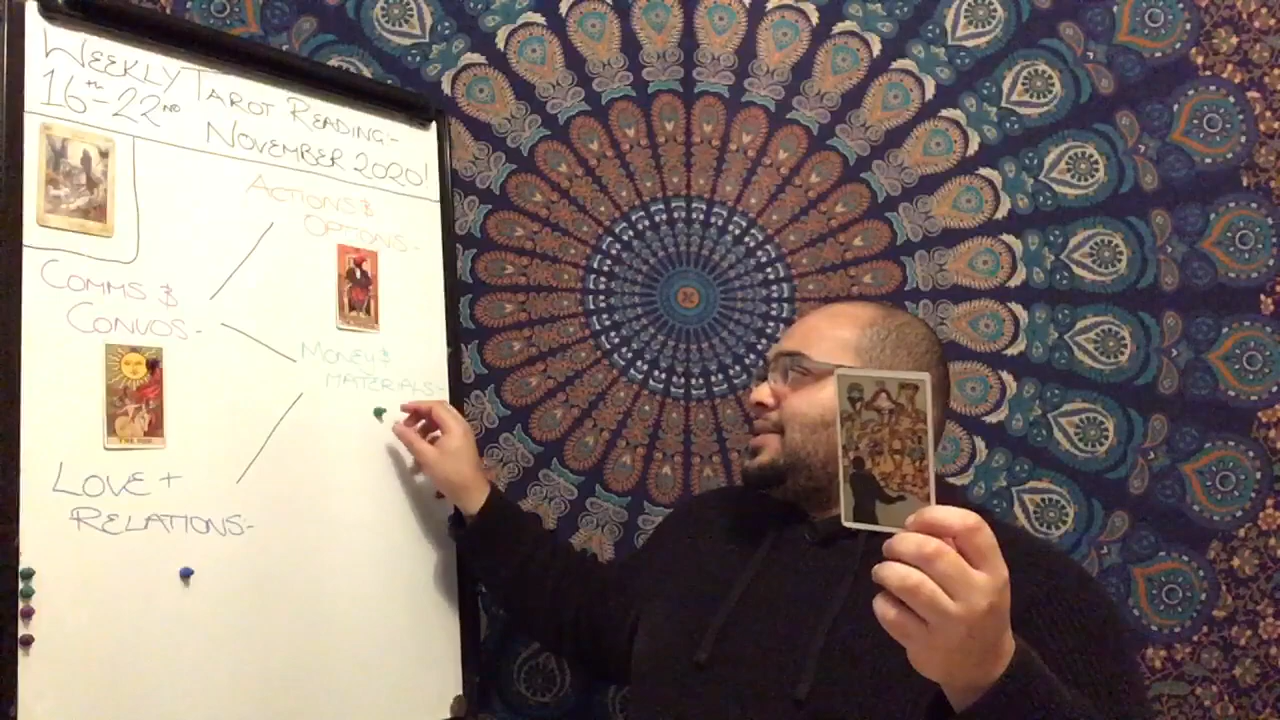 WEEKLY TAROT READING:-
16TH-22ND NOVEMBER 2020!
ACTIONS &
OPTIONS-
COMMS &
CONVOS-
MONEY &
MATERIALS-
THE SUN
LOVE +
RELATIONS-